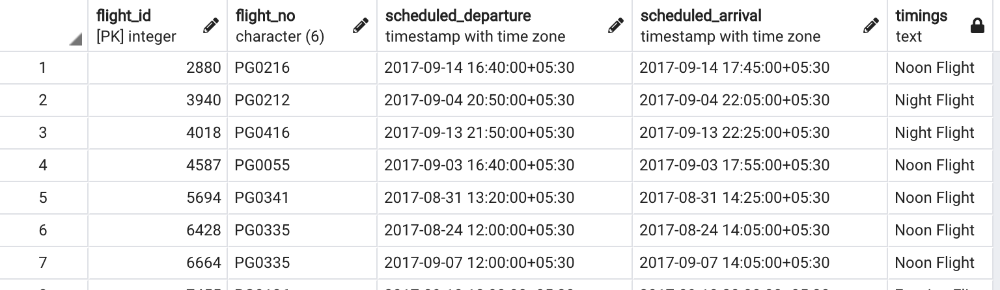 flight_id flight_no scheduled_departure scheduled_arrival timings
[PK] integer character (6) timestamp with time zone timestamp with time zone text
1 2880 PG0216 2017-09-14 16:40:00+05:30 2017-09-14 17:45:00+05:30 Noon Flight
2 3940 PG0212 2017-09-04 20:50:00+05:30 2017-09-04 22:05:00+05:30 Night Flight
3 4018 PG0416 2017-09-13 21:50:00+05:30 2017-09-13 22:25:00+05:30 Night Flight
4 4587 PG0055 2017-09-03 16:40:00+05:30 2017-09-03 17:55:00+05:30 Noon Flight
5 5694 PG0341 2017-08-31 13:20:00+05:30 2017-08-31 14:25:00+05:30 Noon Flight
6 6428 PG0335 2017-08-24 12:00:00+05:30 2017-08-24 14:05:00+05:30 Noon Flight
7 6664 PG0335 2017-09-07 12:00:00+05:30 2017-09-07 14:05:00+05:30 Noon Flight